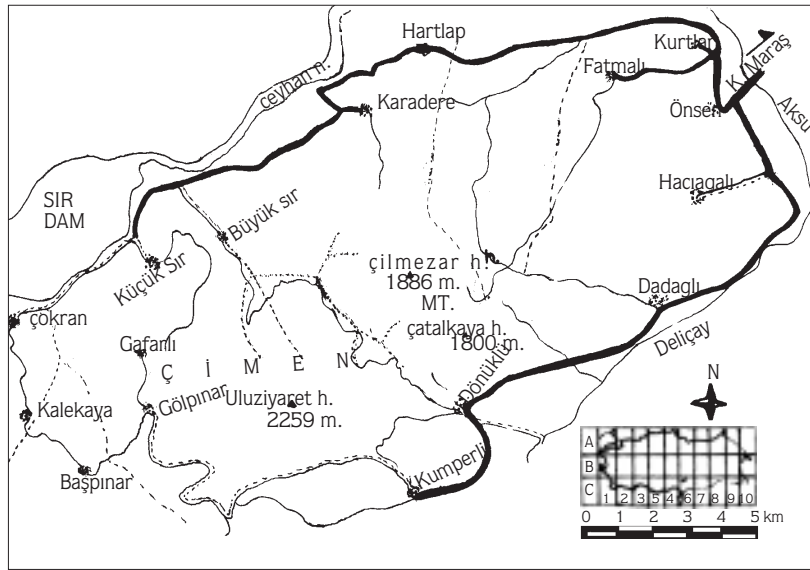 Hartlap
Kurtlar
Fatmalı
K. Maraş
ceyhan n.
Karadere
Önsen
Aksu
SIR
DAM
Büyük sır
Hacıagalı
Küçük Sır
çilmezar h.
1886 m.
MT.
Dadaglı
çökran
çatalkaya h.
1800 m.
Deliçay
Gafarılı
Ç İ M E N
Dönüklü
N
Kalekaya
Gölpınar
Uluziyaret h.
2259 m.
Başpınar
Kumperli
A
B
C
1 2 3 5 4 6 7 8 9 10
0 1 2 3 4 5 km